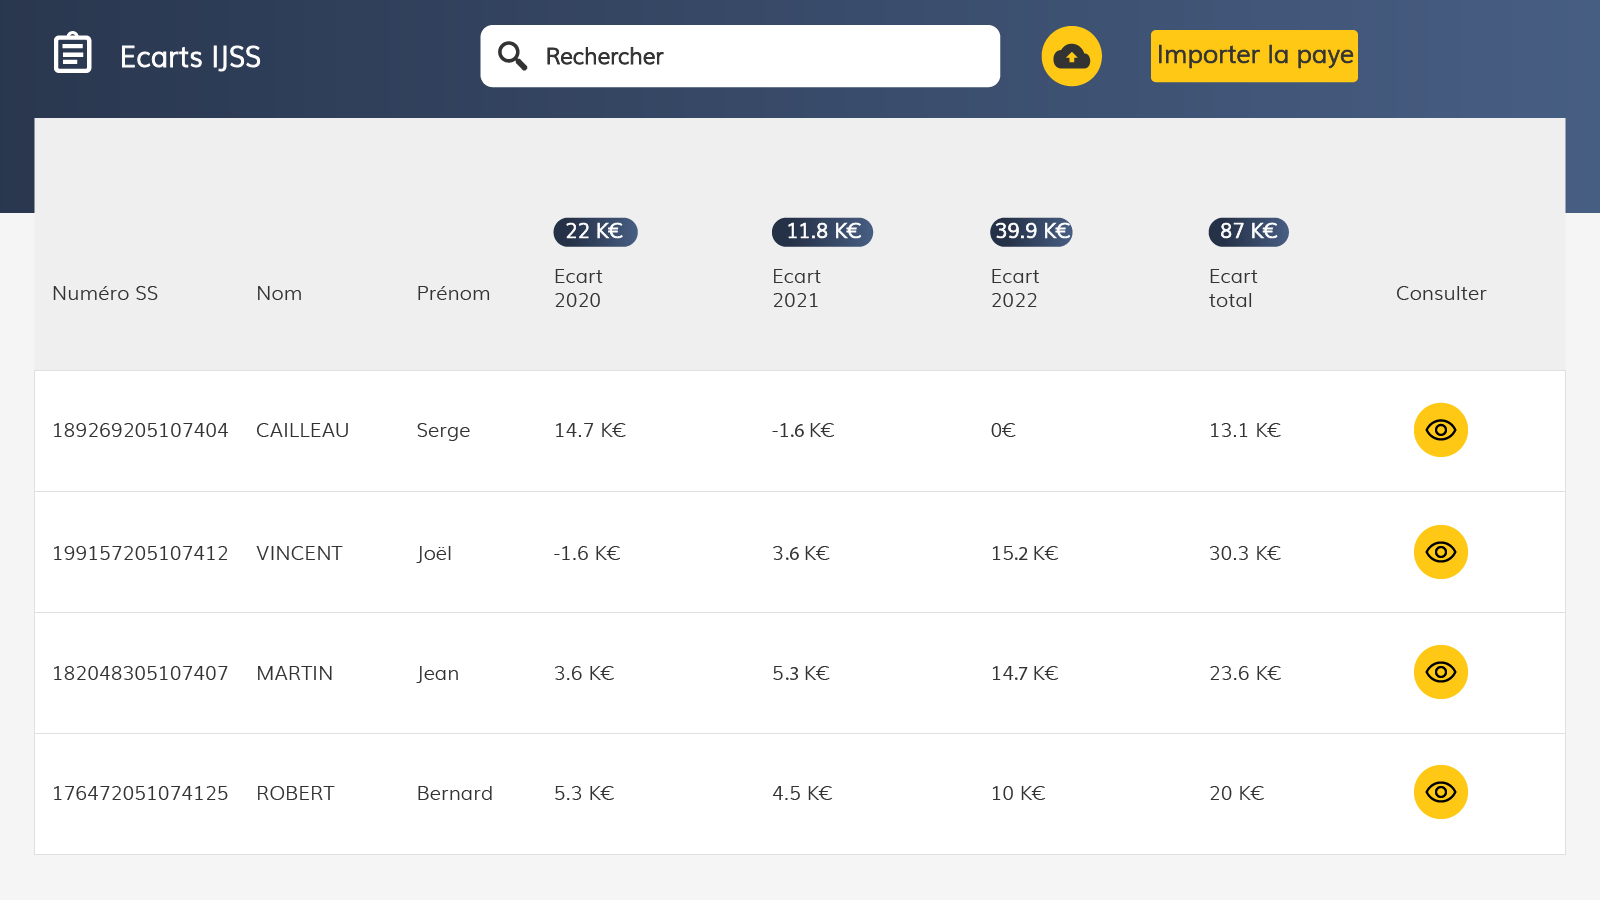 Ecarts IJSS
Rechercher
Importer la paye
22 K€ 11.8 K€ 39.9 K€ 87 K€
Numéro SS Nom Prénom Ecart 2020 Ecart 2021 Ecart 2022 Ecart total Consulter
189269205107404 CAILLEAU Serge 14.7 K€ -1.6 K€ 0€ 13.1 K€
199157205107412 VINCENT Joël -1.6 K€ 3.6 K€ 15.2 K€ 30.3 K€
182048305107407 MARTIN Jean 3.6 K€ 5.3 K€ 14.7 K€ 23.6 K€
176472051074125 ROBERT Bernard 5.3 K€ 4.5 K€ 10 K€ 20 K€